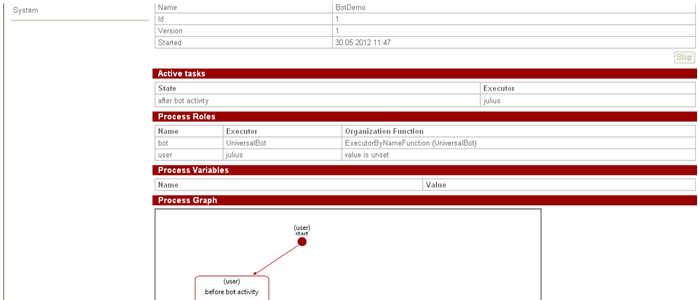 System
Name BotDemo
Id 1
Version 1
Started 30.05.2012 11:47
Stop
Active tasks
State Executor
after bot activity julius
Process Roles
Name Executor Organization Function
bot UniversalBot ExecutorByNameFunction (UniversalBot)
user julius value is unset
Process Variables
Name Value
Process Graph
(user)
start
(user)
before bot activity